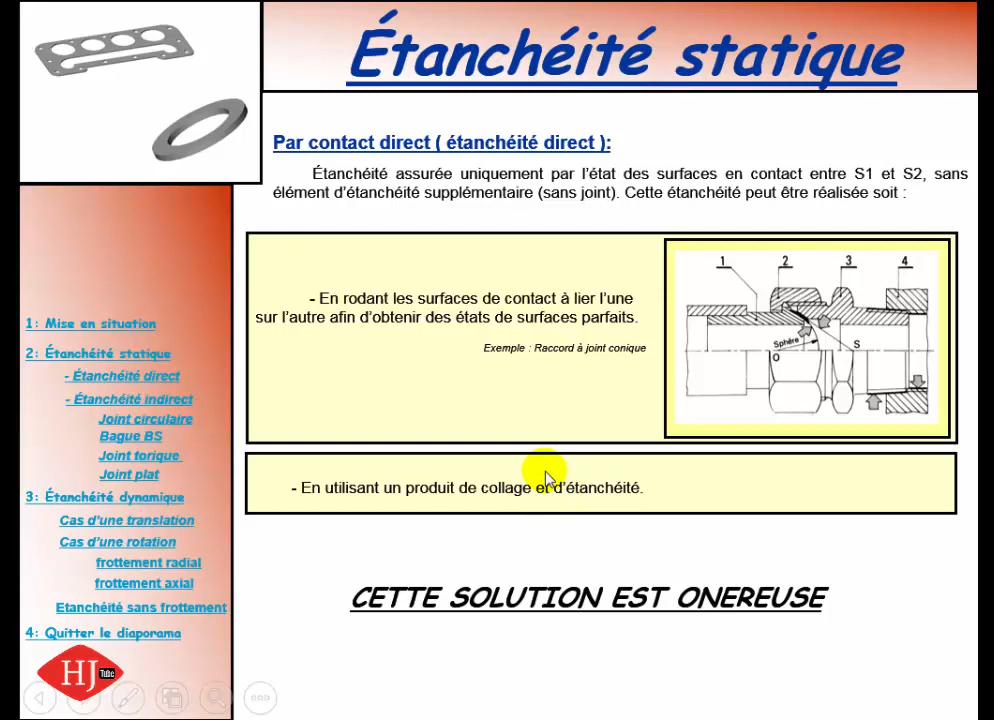 Étanchéité statique
Par contact direct ( étanchéité direct ):
Étanchéité assurée uniquement par l'état des surfaces en contact entre S1 et S2, sans
élément d'étanchéité supplémentaire (sans joint). Cette étanchéité peut être réalisée soit :
- En rodant les surfaces de contact à lier l'une
sur l'autre afin d'obtenir des états de surfaces parfaits.
Exemple : Raccord à joint conique
1 2 3 4
Sphère
O S
- En utilisant un produit de collage et d'étanchéité.
CETTE SOLUTION EST ONEREUSE
1: Mise en situation
2: Étanchéité statique
- Étanchéité direct
- Étanchéité indirect
Joint circulaire
Bague BS
Joint torique
Joint plat
3: Étanchéité dynamique
Cas d'une translation
Cas d'une rotation
frottement radial
frottement axial
Etanchéité sans frottement
4: Quitter le diaporama
HJ Tube